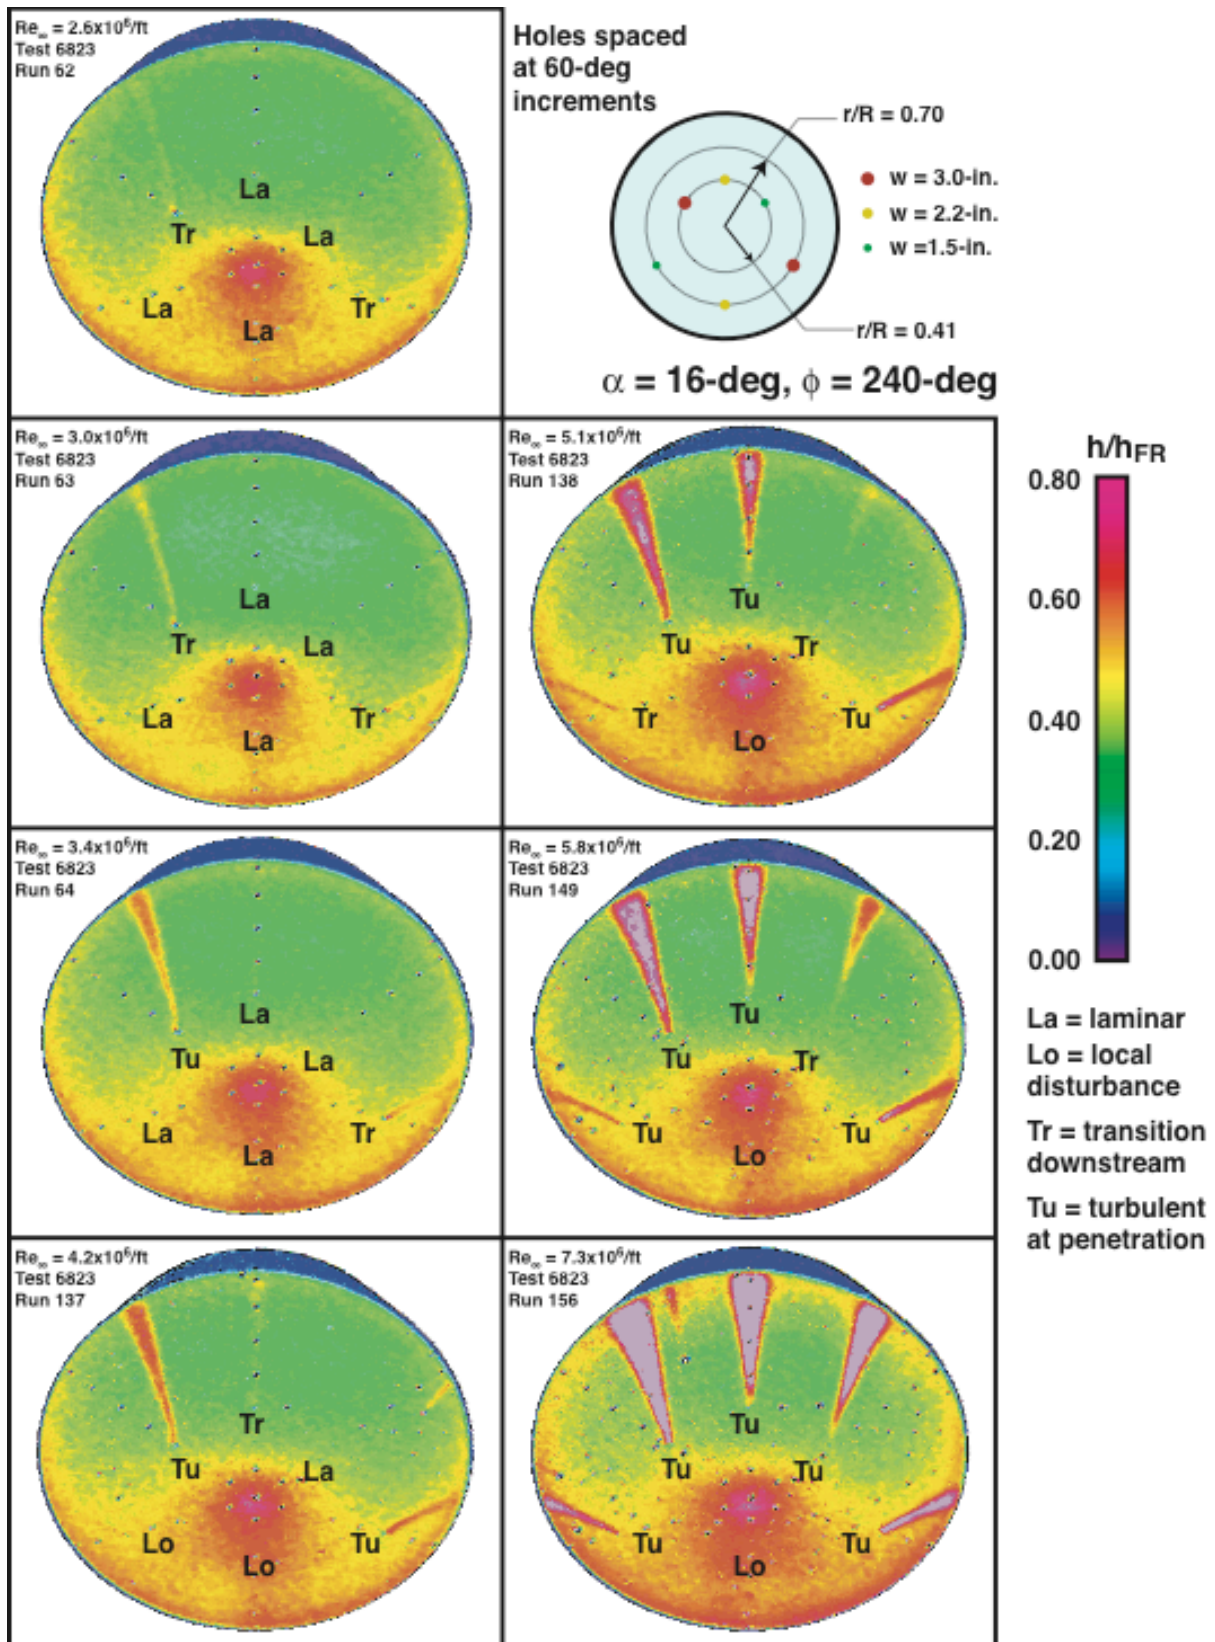 Re∞ = 2.6x10⁶/ft
Test 6823
Run 62
La
Tr
La
La
Tr
La
Holes spaced
at 60-deg
increments
r/R = 0.70
w = 3.0-in.
w = 2.2-in.
w =1.5-in.
r/R = 0.41
α = 16-deg, ϕ = 240-deg
Re∞ = 3.0x10⁶/ft
Test 6823
Run 63
La
Tr
La
La
Tr
La
Re∞ = 5.1x10⁶/ft
Test 6823
Run 138
Tu
Tu
Tr
Tr
Tu
Lo
Re∞ = 3.4x10⁶/ft
Test 6823
Run 64
La
Tu
La
La
Tr
La
Re∞ = 5.8x10⁶/ft
Test 6823
Run 149
Tu
Tu
Tr
Tu
Tu
Lo
Re∞ = 4.2x10⁶/ft
Test 6823
Run 137
Tr
Tu
La
Lo
Tu
Lo
Re∞ = 7.3x10⁶/ft
Test 6823
Run 156
Tu
Tu
Tu
Tu
Tu
Lo
h/hFR
0.80
0.60
0.40
0.20
0.00
La = laminar
Lo = local
disturbance
Tr = transition
downstream
Tu = turbulent
at penetration